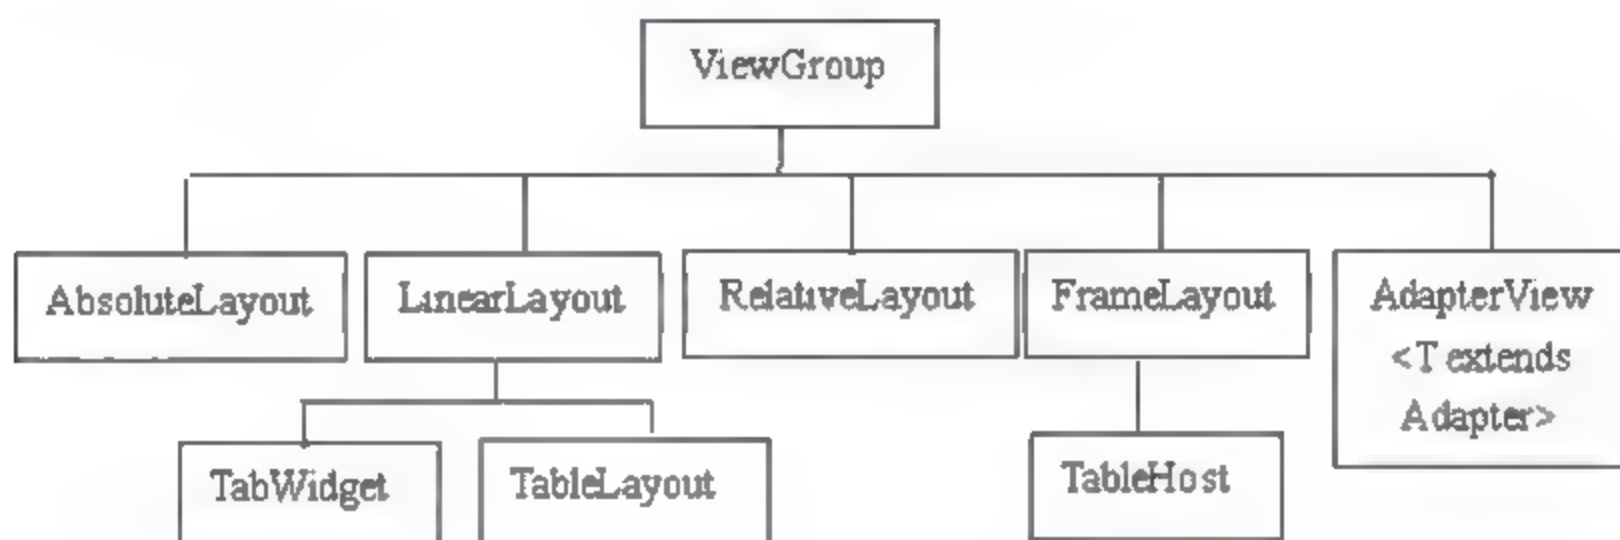 ViewGroup
AbsoluteLayout
LinearLayout
RelativeLayout
FrameLayout
AdapterView
<T extends
Adapter>
TabWidget
TableLayout
TableHost